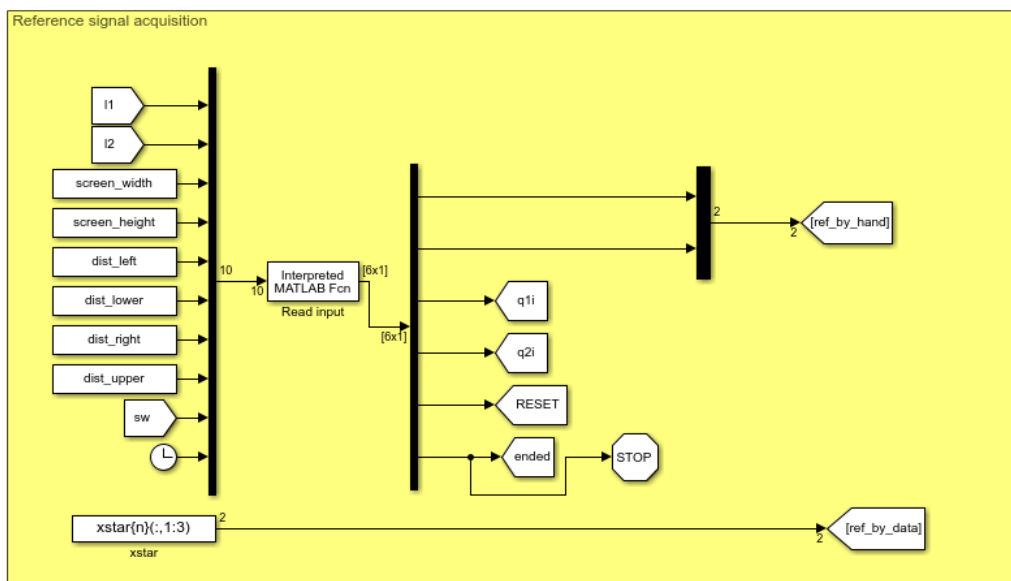 Reference signal acquisition
l1
l2
screen_width
screen_height
dist_left
dist_lower
dist_right
dist_upper
sw
10
10
Interpreted
MATLAB Fcn
Read input
[6x1]
[6x1]
2
2
[ref_by_hand]
q1i
q2i
RESET
ended
STOP
xstar{n}(:,1:3)
xstar
2
2
[ref_by_data]